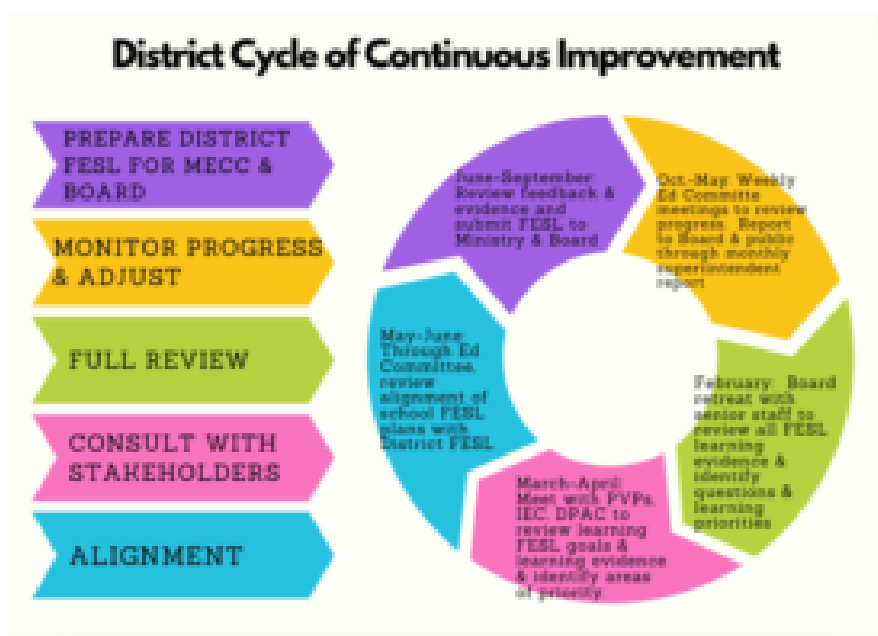 District Cycle of Continuous Improvement
PREPARE DISTRICT
FESL FOR MECC &
BOARD
MONITOR PROGRESS
& ADJUST
FULL REVIEW
CONSULT WITH
STAKEHOLDERS
ALIGNMENT
June-September:
Review feedback &
evidence and
submit FESL to
Ministry & Board
Oct.-May: Weekly
Ed Committe
meetings to review
progress. Report
to Board & public
through monthly
superintendent
report
February: Board
retreat with
senior staff to
review all FESL
learning
evidence &
identify
questions &
learning
priorities
March-April:
Meet with PVPs,
IEC, DPAC to
review learning
FESL goals &
learning evidence
& identify areas
of priority.
May-June:
Through Ed
Committee,
review
alignment of
school FESL
plans with
District FESL